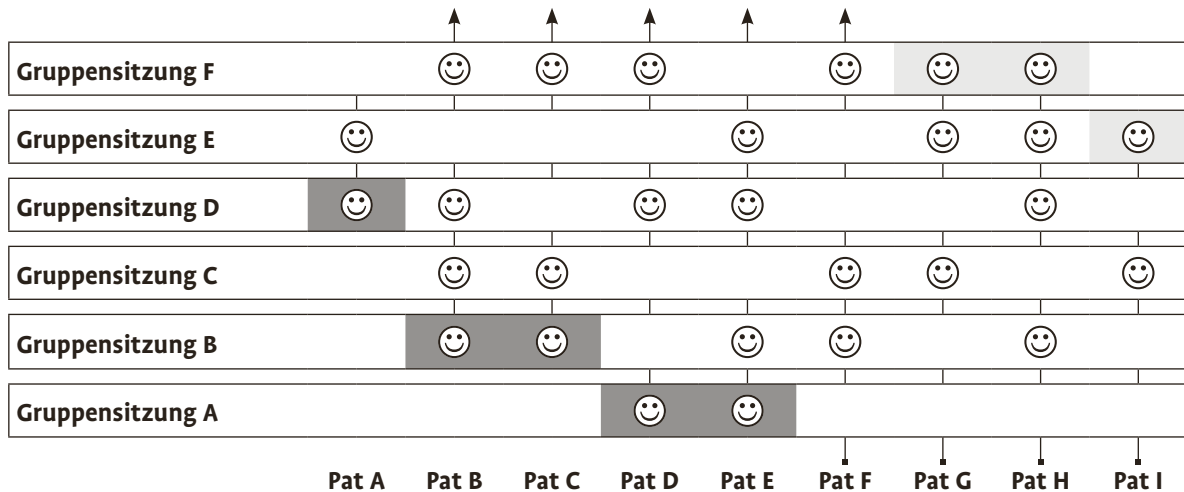 Gruppensitzung F
Gruppensitzung E
Gruppensitzung D
Gruppensitzung C
Gruppensitzung B
Gruppensitzung A
Pat A Pat B Pat C Pat D Pat E Pat F Pat G Pat H Pat I